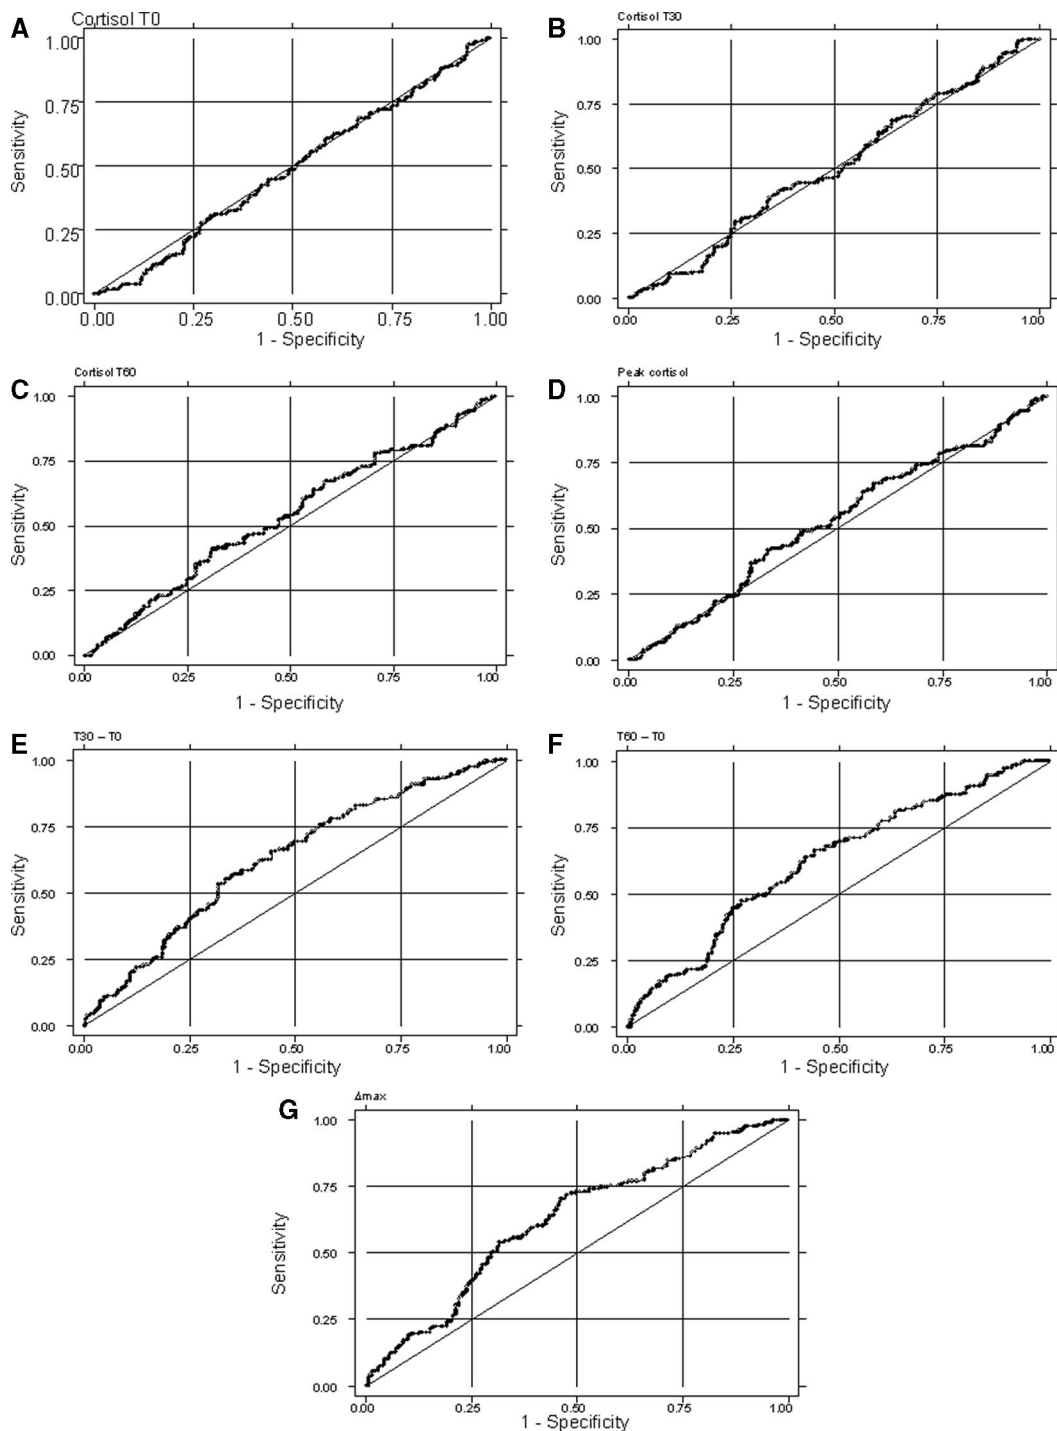 A
Cortisol T0
Sensitivity
1.00
0.75
0.50
0.25
0.00
0.00 0.25 0.50 0.75 1.00
1 - Specificity
B
Cortisol T30
Sensitivity
1.00
0.75
0.50
0.25
0.00
0.00 0.25 0.50 0.75 1.00
1 - Specificity
C
Cortisol T60
Sensitivity
1.00
0.75
0.50
0.25
0.00
0.00 0.25 0.50 0.75 1.00
1 - Specificity
D
Peak cortisol
Sensitivity
1.00
0.75
0.50
0.25
0.00
0.00 0.25 0.50 0.75 1.00
1 - Specificity
E
T30 – T0
Sensitivity
1.00
0.75
0.50
0.25
0.00
0.00 0.25 0.50 0.75 1.00
1 - Specificity
F
T60 – T0
Sensitivity
1.00
0.75
0.50
0.25
0.00
0.00 0.25 0.50 0.75 1.00
1 - Specificity
G
Δmax
Sensitivity
1.00
0.75
0.50
0.25
0.00
0.00 0.25 0.50 0.75 1.00
1 - Specificity